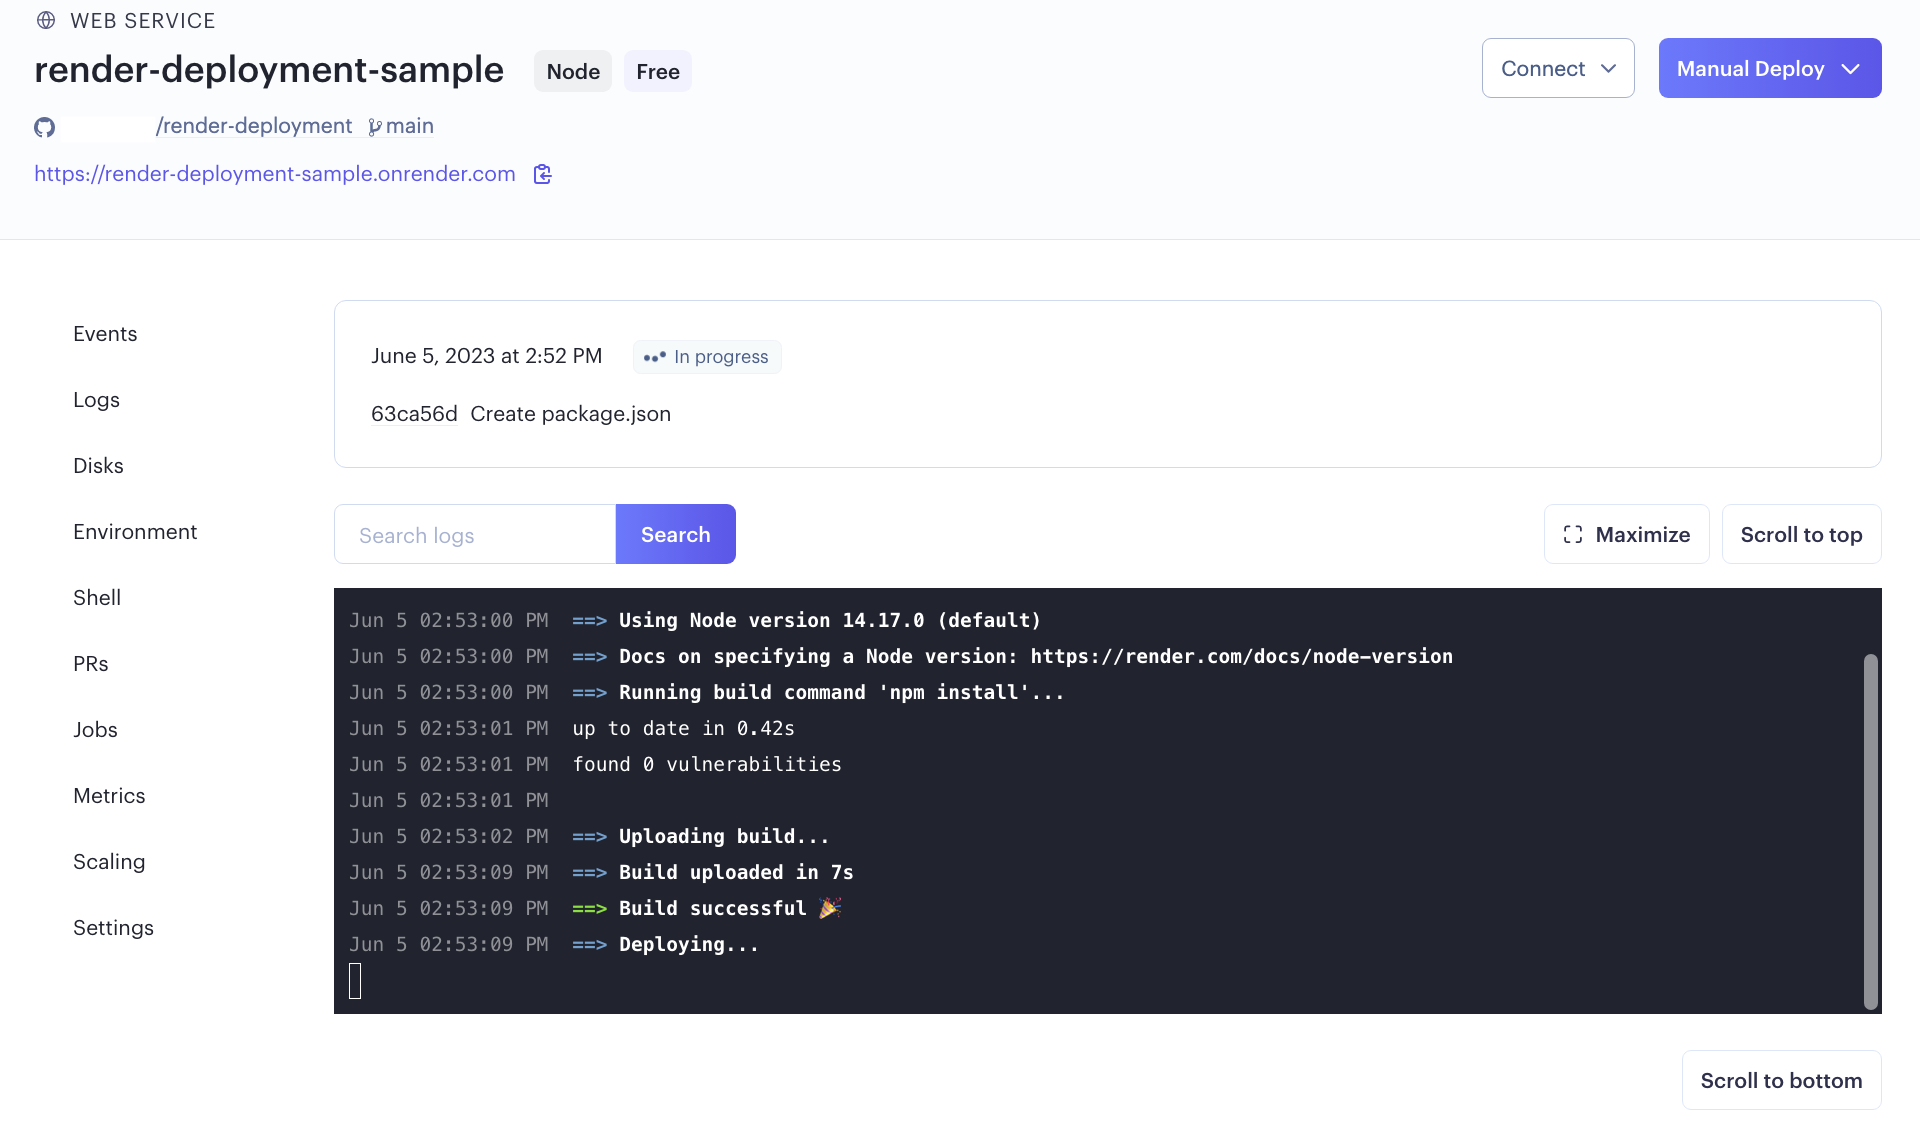 WEB SERVICE
render-deployment-sample Node Free
Connect Manual Deploy
/render-deployment main
https://render-deployment-sample.onrender.com
Events
Logs
Disks
Environment
Shell
PRs
Jobs
Metrics
Scaling
Settings
June 5, 2023 at 2:52 PM In progress
63ca56d Create package.json
Search logs Search Maximize Scroll to top
Jun 5 02:53:00 PM ==> Using Node version 14.17.0 (default)
Jun 5 02:53:00 PM ==> Docs on specifying a Node version: https://render.com/docs/node-version
Jun 5 02:53:00 PM ==> Running build command 'npm install'...
Jun 5 02:53:01 PM up to date in 0.42s
Jun 5 02:53:01 PM found 0 vulnerabilities
Jun 5 02:53:01 PM
Jun 5 02:53:02 PM ==> Uploading build...
Jun 5 02:53:09 PM ==> Build uploaded in 7s
Jun 5 02:53:09 PM ==> Build successful 🎉
Jun 5 02:53:09 PM ==> Deploying...
Scroll to bottom